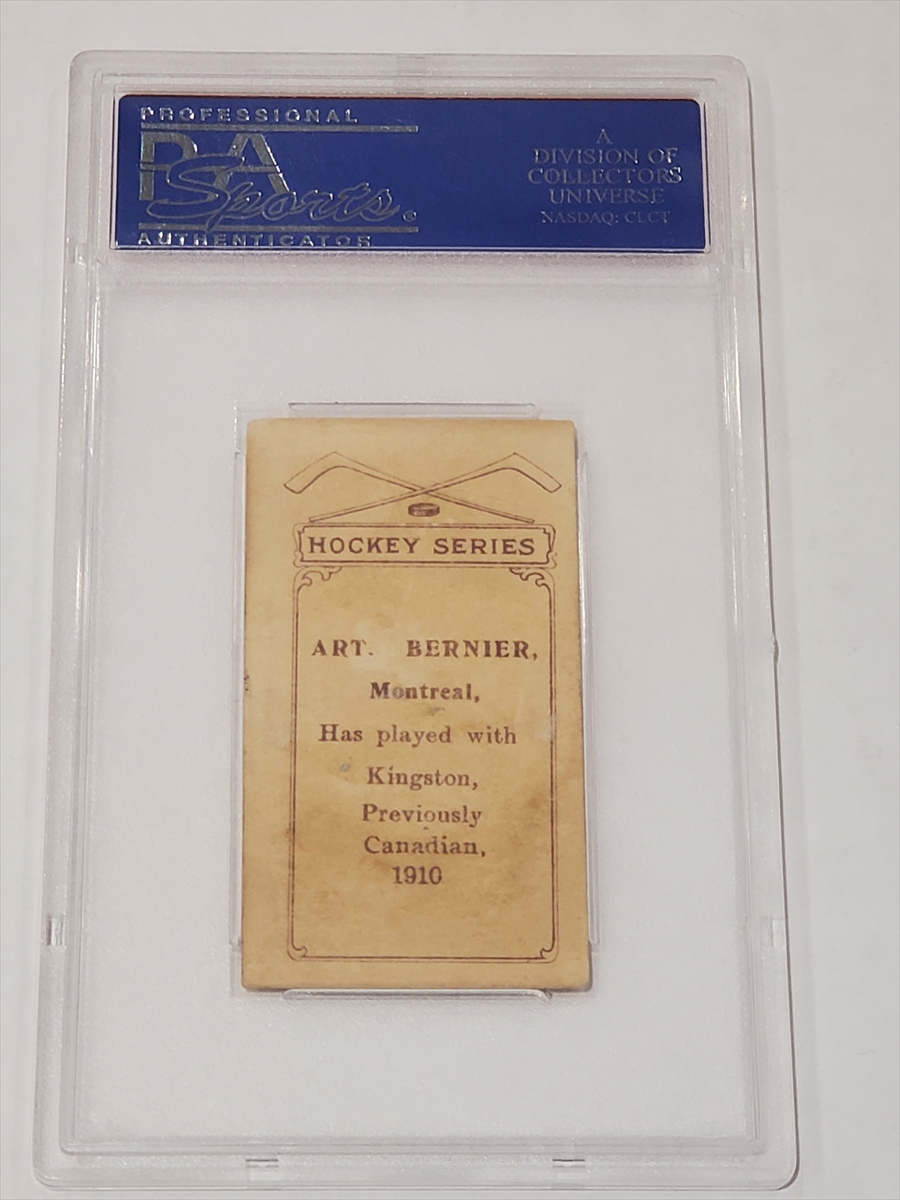 PROFESSIONAL
PSA
Sports
AUTHENTICATOR
A
DIVISION OF
COLLECTORS
UNIVERSE
NASDAQ: CLCT
HOCKEY SERIES
ART. BERNIER,
Montreal,
Has played with
Kingston,
Previously
Canadian,
1910